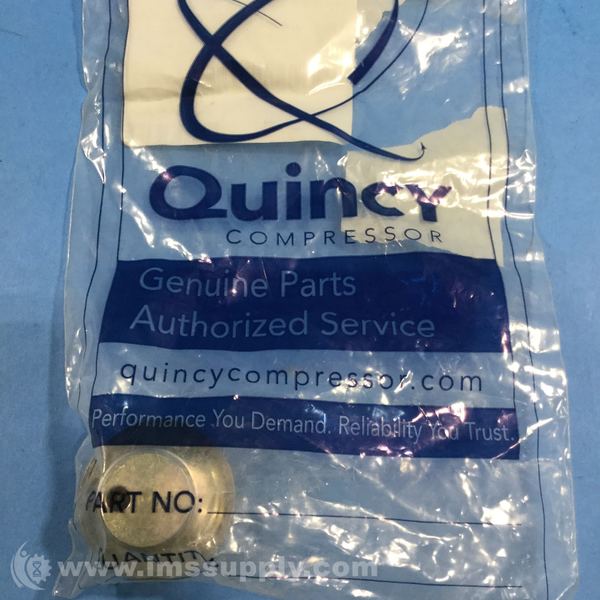 Quincy
COMPRESSOR
Genuine Parts
Authorized Service
quincycompressor.com
Performance You Demand. Reliability You Trust.
PART NO:
QUANTITY:
www.imssupply.com